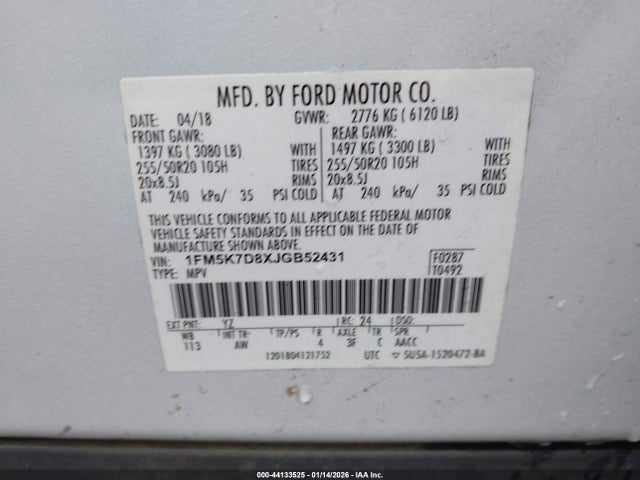 MFD. BY FORD MOTOR CO.
DATE: 04/18 GVWR: 2776 KG ( 6120 LB)
FRONT GAWR: REAR GAWR:
1397 KG ( 3080 LB) WITH 1497 KG ( 3300 LB) WITH
255/50R20 105H TIRES 255/50R20 105H TIRES
20x8.5J RIMS 20x8.5J RIMS
AT 240 kPa/ 35 PSI COLD AT 240 kPa/ 35 PSI COLD
THIS VEHICLE CONFORMS TO ALL APPLICABLE FEDERAL MOTOR
VEHICLE SAFETY STANDARDS IN EFFECT ON THE DATE OF
MANUFACTURE SHOWN ABOVE.
VIN: 1FM5K7D8XJGB52431 F0287
TYPE: MPV T0492
EXT PNT: YZ RC: 24 DSO:
WB INT TR TP/PS R AXLE TR SPR
113 AW 4 3F C AACC
1201804121752 UTC 5U5A-1520472-BA
000-44133525 - 01/14/2026 - IAA Inc.